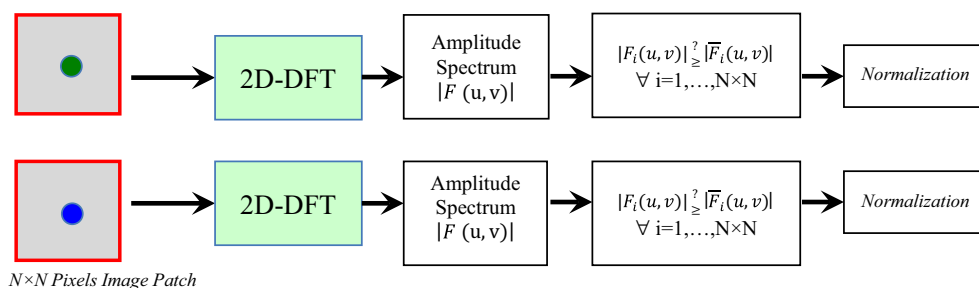 2D-DFT
Amplitude
Spectrum
|F (u,v)|
|F_i(u, v)| ≥^? |F̅_i(u, v)|
∀ i=1,…,N×N
Normalization
2D-DFT
Amplitude
Spectrum
|F (u,v)|
|F_i(u, v)| ≥^? |F̅_i(u, v)|
∀ i=1,…,N×N
Normalization
N×N Pixels Image Patch